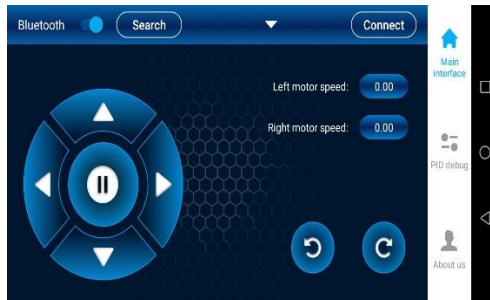 Bluetooth
Search
Connect
Left motor speed:
0.00
Right motor speed:
0.00
Main
interface
PID debug
About us